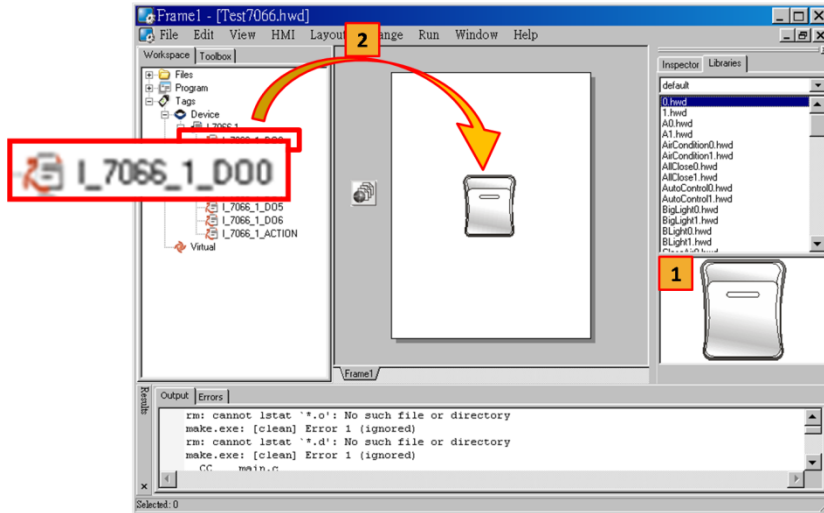 Frame1 - [Test7066.hwd]
File Edit View HMI Layou ange Run Window Help
2
Workspace Toolbox
Files
Program
Tags
Device
I_7066_1
I_7066_1_DO0
I_7066_1_DO5
I_7066_1_DO6
I_7066_1_ACTION
Virtual
Inspector Libraries
default
0.hwd
1.hwd
A0.hwd
A1.hwd
AirCondition0.hwd
AirCondition1.hwd
AllClose0.hwd
AllClose1.hwd
AutoControl0.hwd
AutoControl1.hwd
BigLight0.hwd
BigLight1.hwd
BLight0.hwd
BLight1.hwd
1
Frame1
Results
Output Errors
rm: cannot lstat `*.o': No such file or directory
make.exe: [clean] Error 1 (ignored)
rm: cannot lstat `*.d': No such file or directory
make.exe: [clean] Error 1 (ignored)
CC main.c
Selected: 0